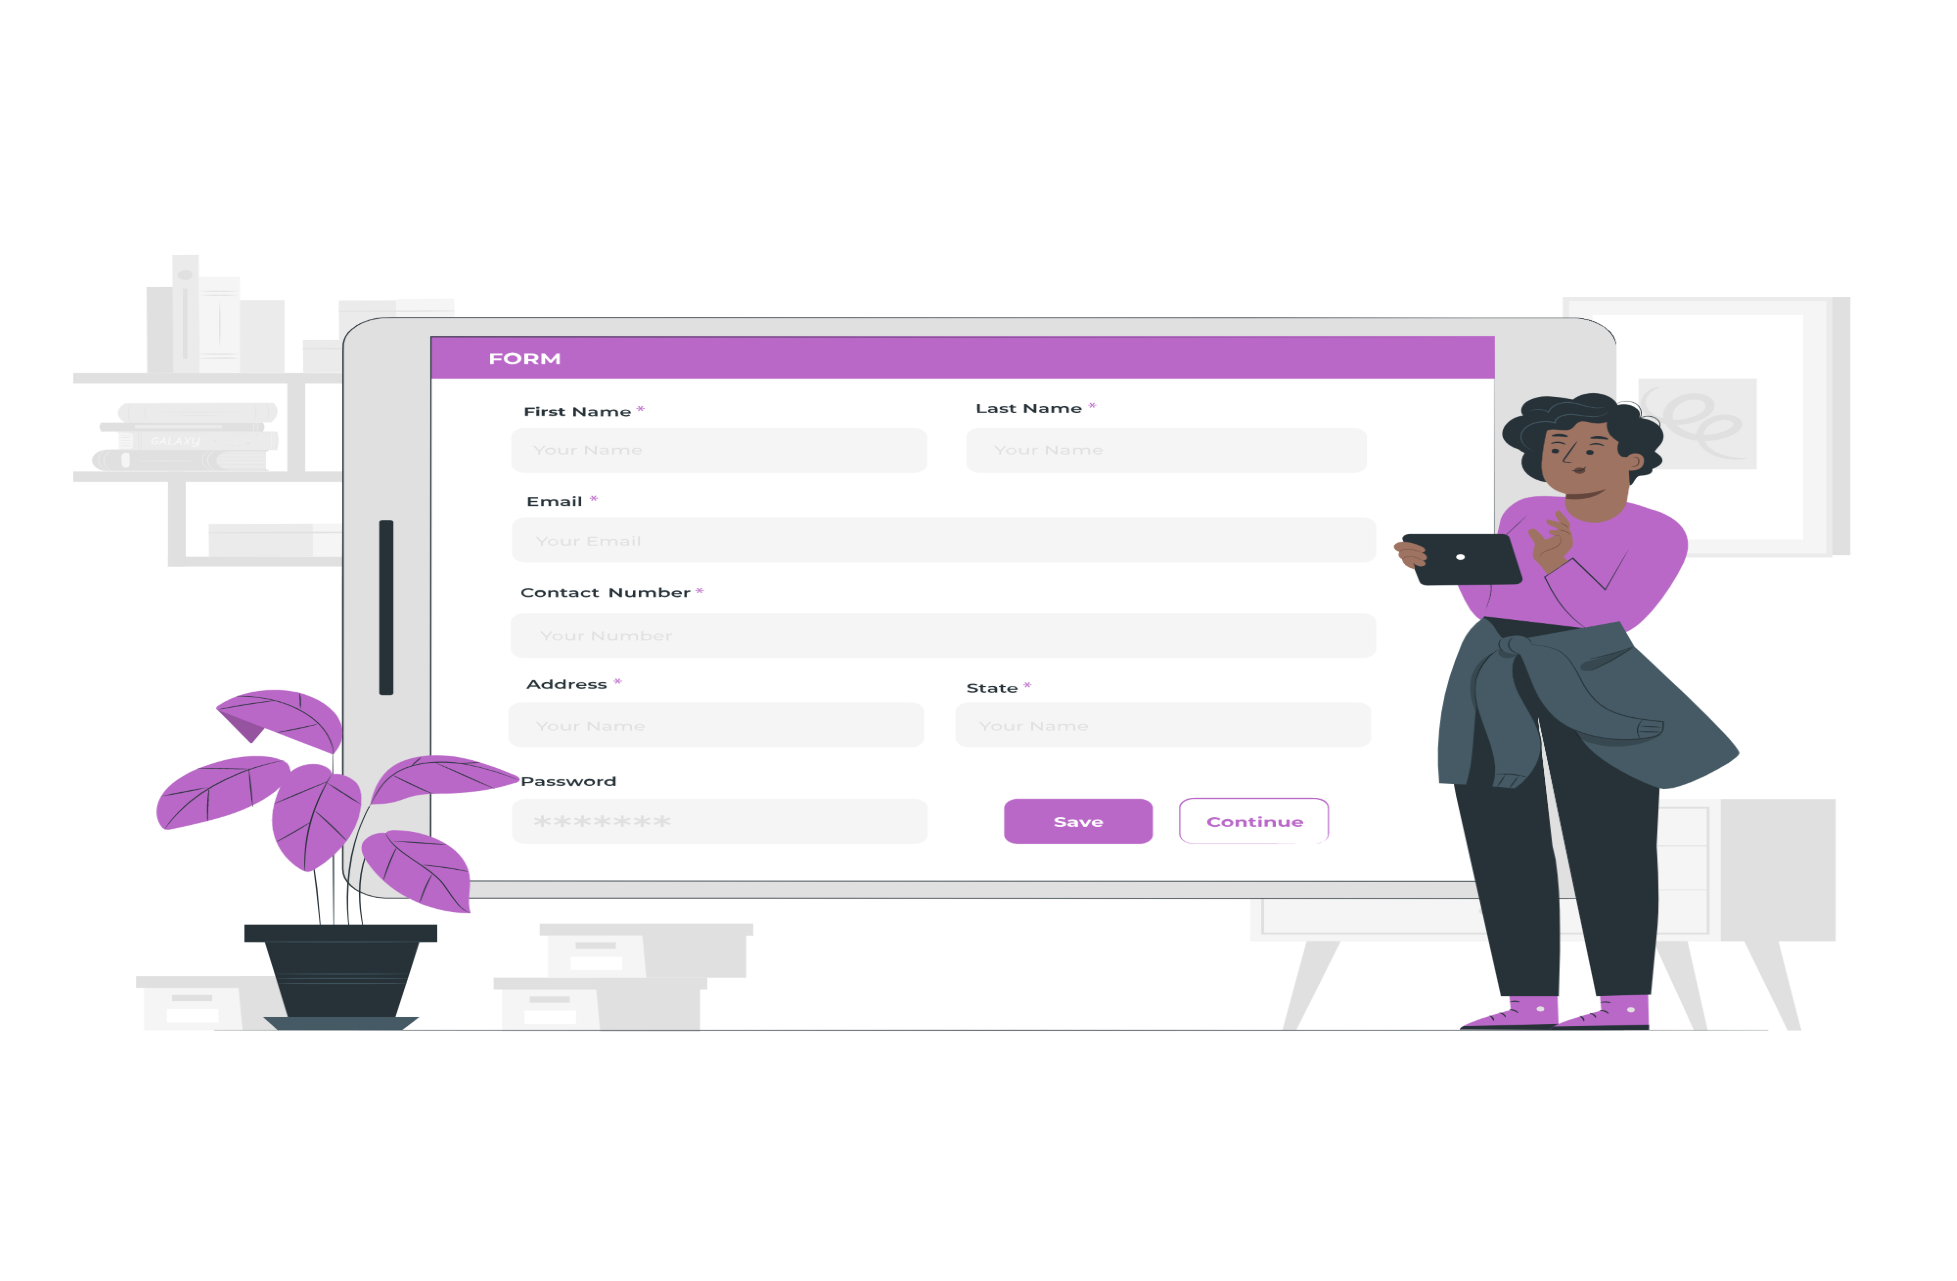 FORM
First Name * Last Name *
Your Name Your Name
Email *
Your Email
Contact Number *
Your Number
Address * State *
Your Name Your Name
Password
******* Save Continue
GALAXY